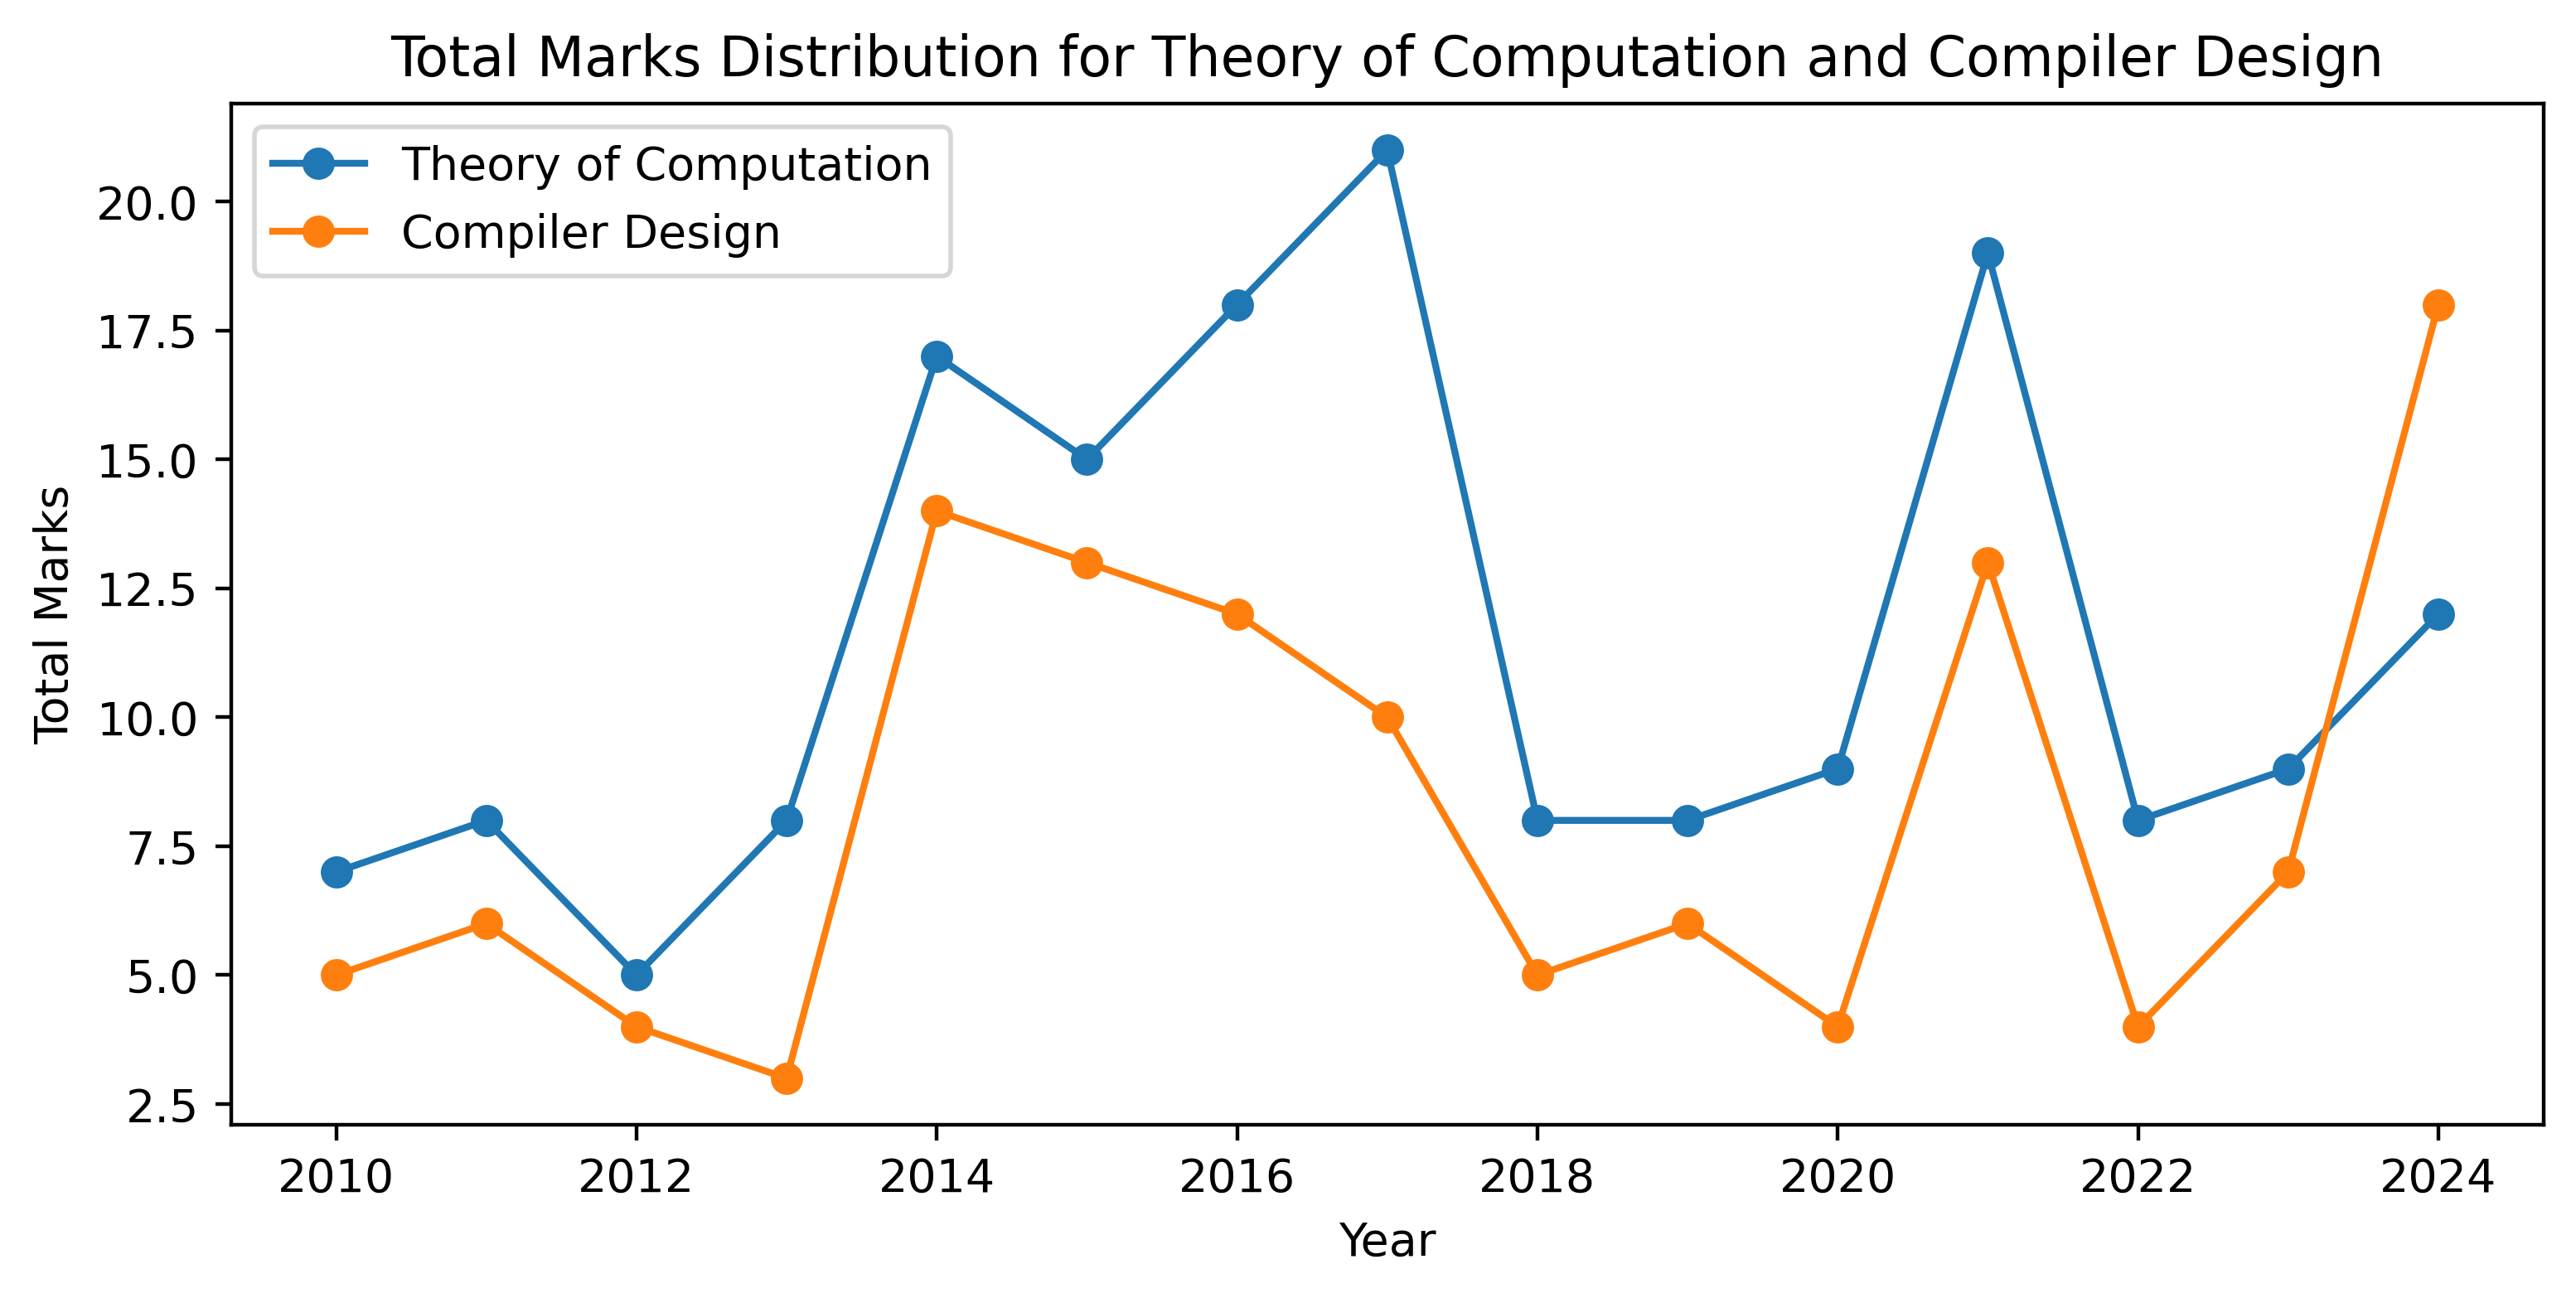 Total Marks Distribution for Theory of Computation and Compiler Design
Theory of Computation
Compiler Design
Total Marks
20.0
17.5
15.0
12.5
10.0
7.5
5.0
2.5
2010 2012 2014 2016 2018 2020 2022 2024
Year